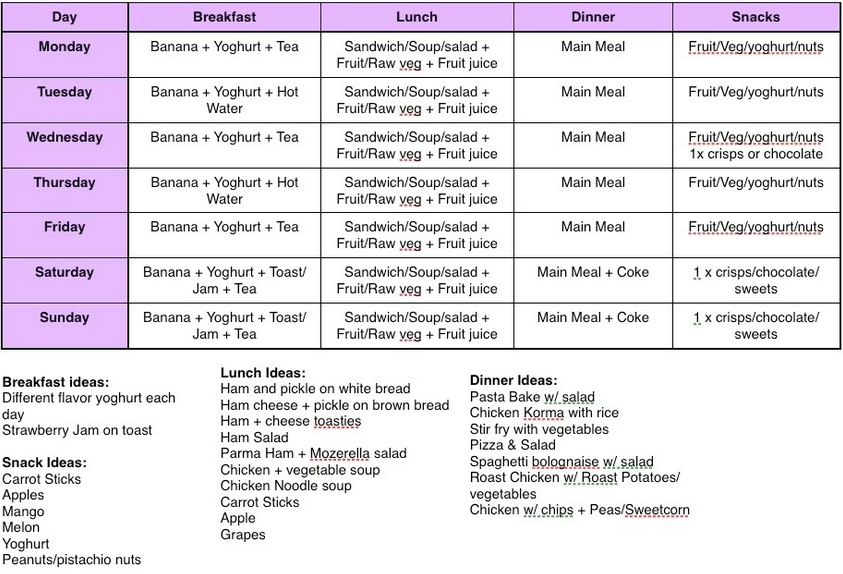 Day Breakfast Lunch Dinner Snacks
Monday Banana + Yoghurt + Tea Sandwich/Soup/salad + Main Meal Fruit/Veg/yoghurt/nuts
Fruit/Raw veg + Fruit juice
Tuesday Banana + Yoghurt + Hot Sandwich/Soup/salad + Main Meal Fruit/Veg/yoghurt/nuts
Water Fruit/Raw veg + Fruit juice
Wednesday Banana + Yoghurt + Tea Sandwich/Soup/salad + Main Meal Fruit/Veg/yoghurt/nuts
Fruit/Raw veg + Fruit juice 1x crisps or chocolate
Thursday Banana + Yoghurt + Hot Sandwich/Soup/salad + Main Meal Fruit/Veg/yoghurt/nuts
Water Fruit/Raw veg + Fruit juice
Friday Banana + Yoghurt + Tea Sandwich/Soup/salad + Main Meal Fruit/Veg/yoghurt/nuts
Fruit/Raw veg + Fruit juice
Saturday Banana + Yoghurt + Toast/ Sandwich/Soup/salad + Main Meal + Coke 1 x crisps/chocolate/
Jam + Tea Fruit/Raw veg + Fruit juice sweets
Sunday Banana + Yoghurt + Toast/ Sandwich/Soup/salad + Main Meal + Coke 1 x crisps/chocolate/
Jam + Tea Fruit/Raw veg + Fruit juice sweets
Breakfast ideas:
Different flavor yoghurt each
day
Strawberry Jam on toast
Snack Ideas:
Carrot Sticks
Apples
Mango
Melon
Yoghurt
Peanuts/pistachio nuts
Lunch Ideas:
Ham and pickle on white bread
Ham cheese + pickle on brown bread
Ham + cheese toasties
Ham Salad
Parma Ham + Mozerella salad
Chicken + vegetable soup
Chicken Noodle soup
Carrot Sticks
Apple
Grapes
Dinner Ideas:
Pasta Bake w/ salad
Chicken Korma with rice
Stir fry with vegetables
Pizza & Salad
Spaghetti bolognaise w/ salad
Roast Chicken w/ Roast Potatoes/
vegetables
Chicken w/ chips + Peas/Sweetcorn